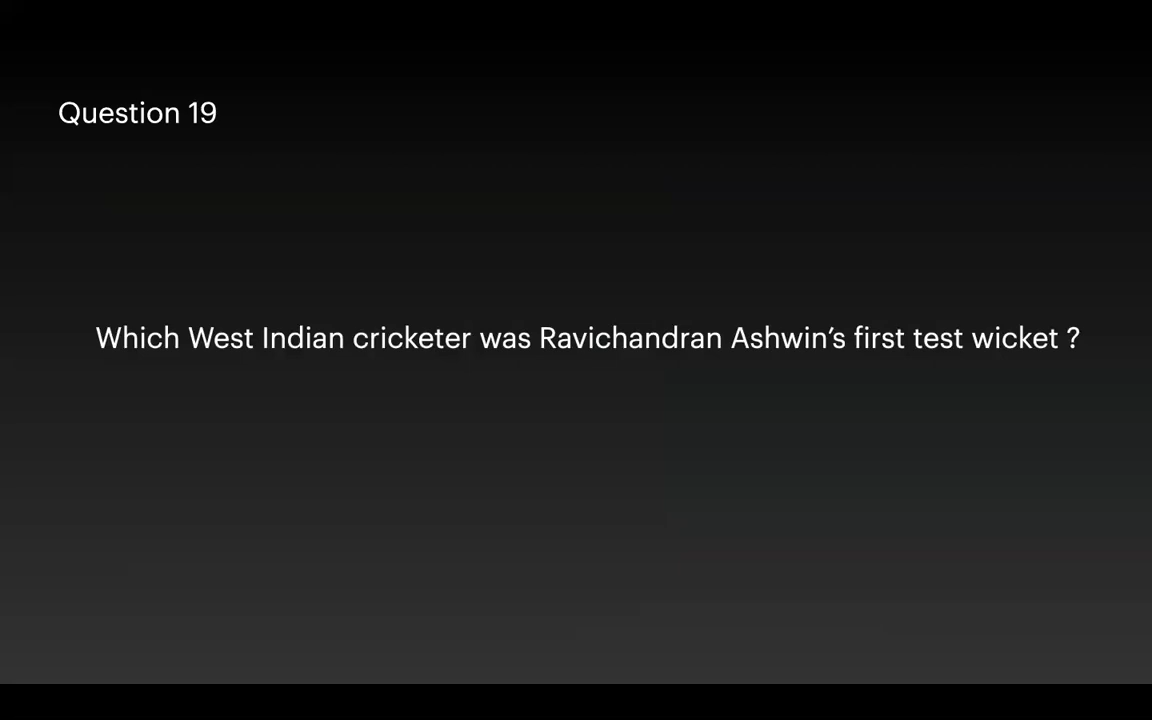 Question 19
Which West Indian cricketer was Ravichandran Ashwin’s first test wicket ?